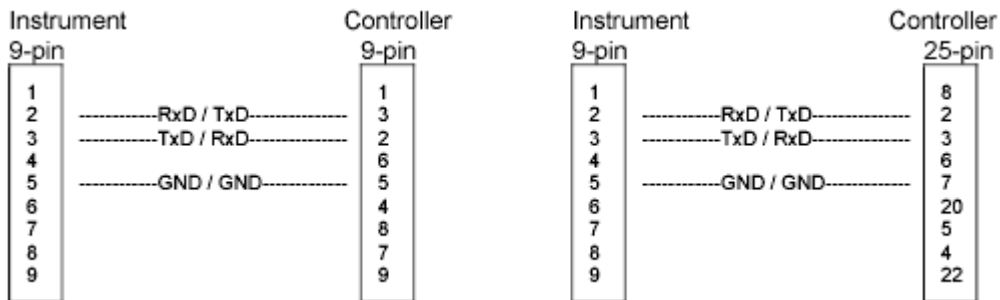 Instrument Controller
9-pin 9-pin
1 1
2 ------------RxD / TxD--------------- 3
3 ------------TxD / RxD--------------- 2
4 6
5 ------------GND / GND------------- 5
6 4
7 8
8 7
9 9
Instrument Controller
9-pin 25-pin
1 8
2 ------------RxD / TxD--------------- 2
3 ------------TxD / RxD--------------- 3
4 6
5 ------------GND / GND------------- 7
6 20
7 5
8 4
9 22